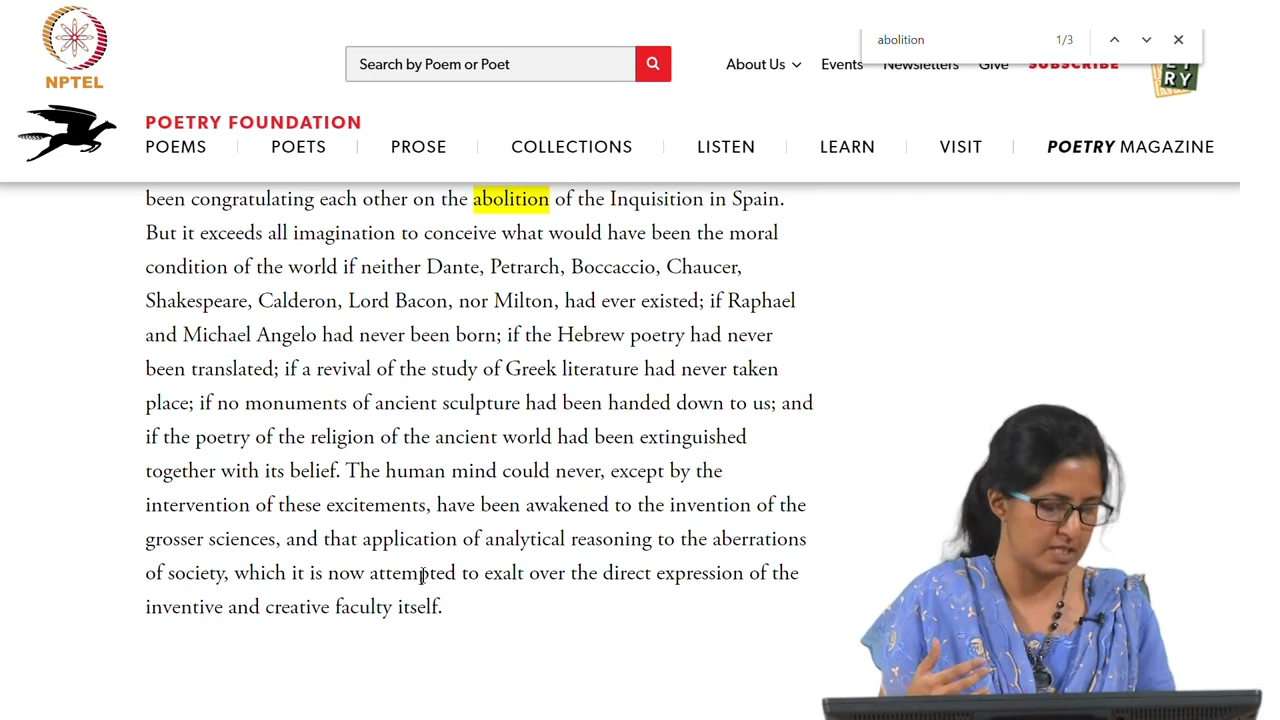 NPTEL
abolition 1/3
Search by Poem or Poet
About Us Events Newsletters Give SUBSCRIBE
ETRY
POETRY FOUNDATION
POEMS POETS PROSE COLLECTIONS LISTEN LEARN VISIT POETRY MAGAZINE
been congratulating each other on the abolition of the Inquisition in Spain.
But it exceeds all imagination to conceive what would have been the moral
condition of the world if neither Dante, Petrarch, Boccaccio, Chaucer,
Shakespeare, Calderon, Lord Bacon, nor Milton, had ever existed; if Raphael
and Michael Angelo had never been born; if the Hebrew poetry had never
been translated; if a revival of the study of Greek literature had never taken
place; if no monuments of ancient sculpture had been handed down to us; and
if the poetry of the religion of the ancient world had been extinguished
together with its belief. The human mind could never, except by the
intervention of these excitements, have been awakened to the invention of the
grosser sciences, and that application of analytical reasoning to the aberrations
of society, which it is now attempted to exalt over the direct expression of the
inventive and creative faculty itself.